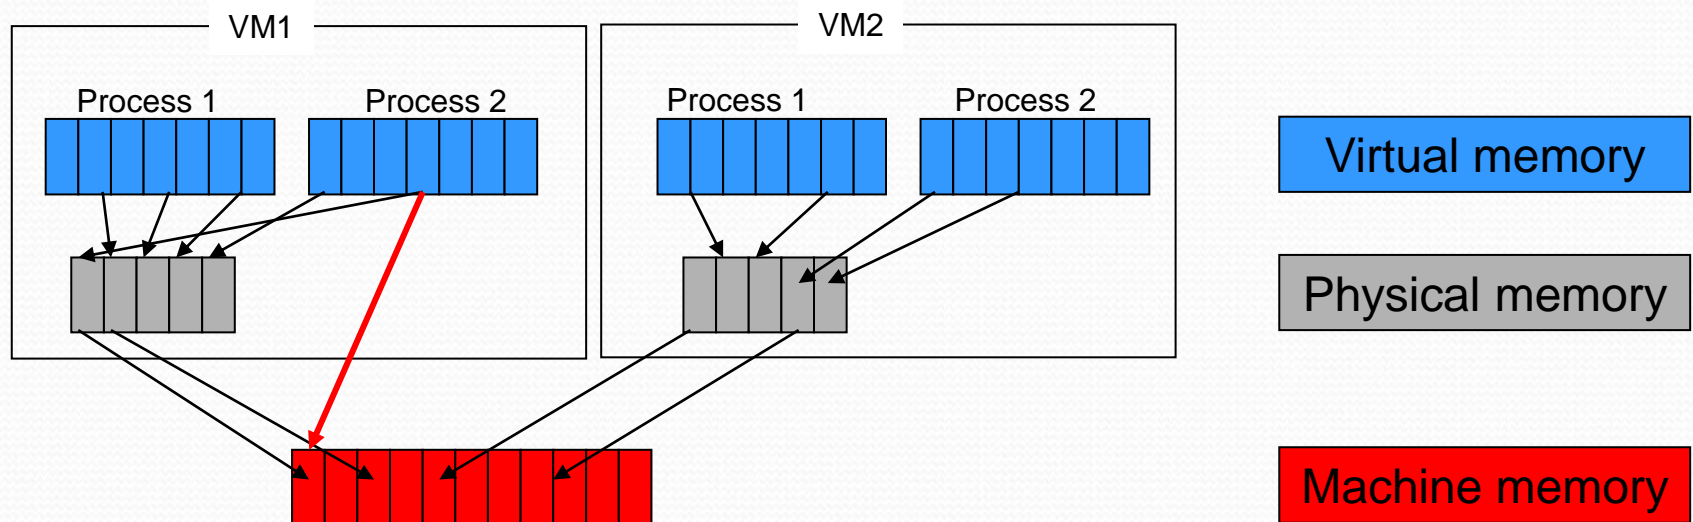 VM1
VM2
Process 1
Process 2
Process 1
Process 2
Virtual memory
Physical memory
Machine memory